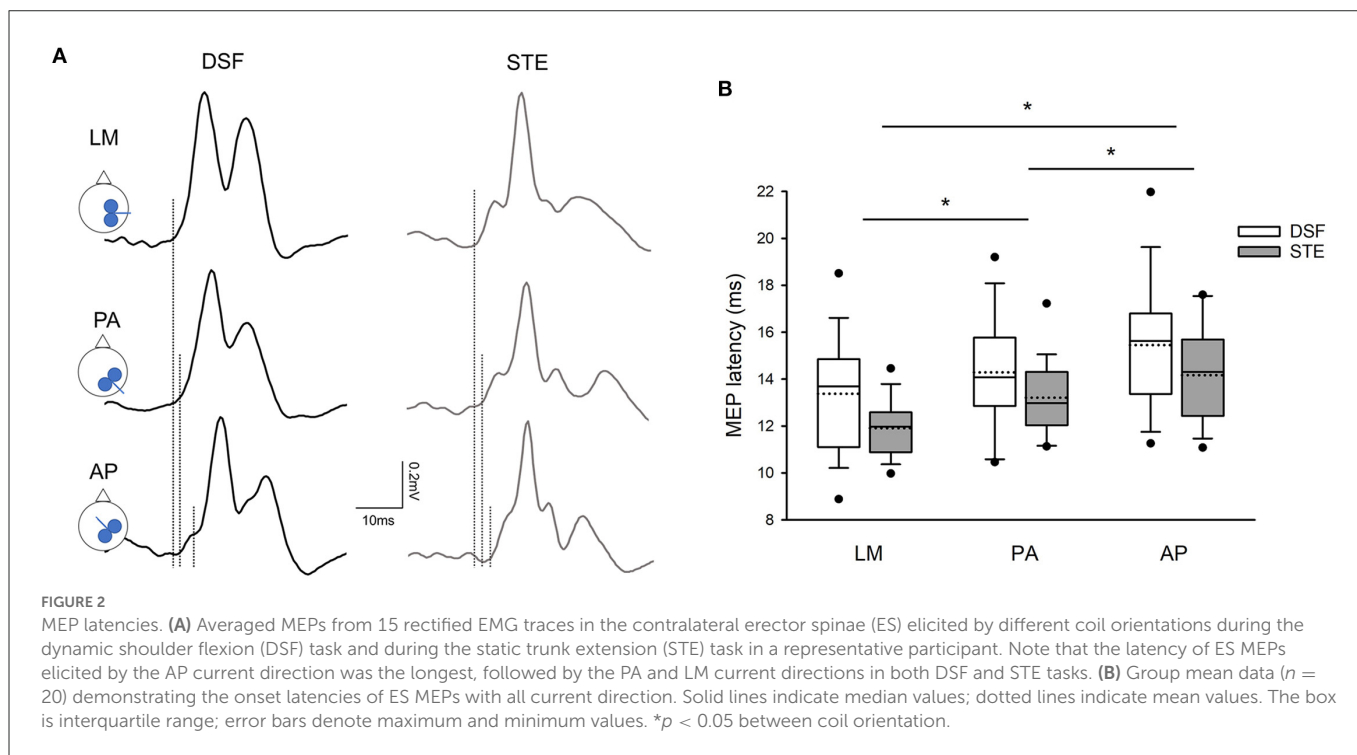 A
DSF
STE
LM
PA
AP
0.2mV
10ms
B
*
*
*
DSF
STE
MEP latency (ms)
22
20
18
16
14
12
10
8
LM
PA
AP
FIGURE 2
MEP latencies. (A) Averaged MEPs from 15 rectified EMG traces in the contralateral erector spinae (ES) elicited by different coil orientations during the
dynamic shoulder flexion (DSF) task and during the static trunk extension (STE) task in a representative participant. Note that the latency of ES MEPs
elicited by the AP current direction was the longest, followed by the PA and LM current directions in both DSF and STE tasks. (B) Group mean data (n =
20) demonstrating the onset latencies of ES MEPs with all current direction. Solid lines indicate median values; dotted lines indicate mean values. The box
is interquartile range; error bars denote maximum and minimum values. *p < 0.05 between coil orientation.